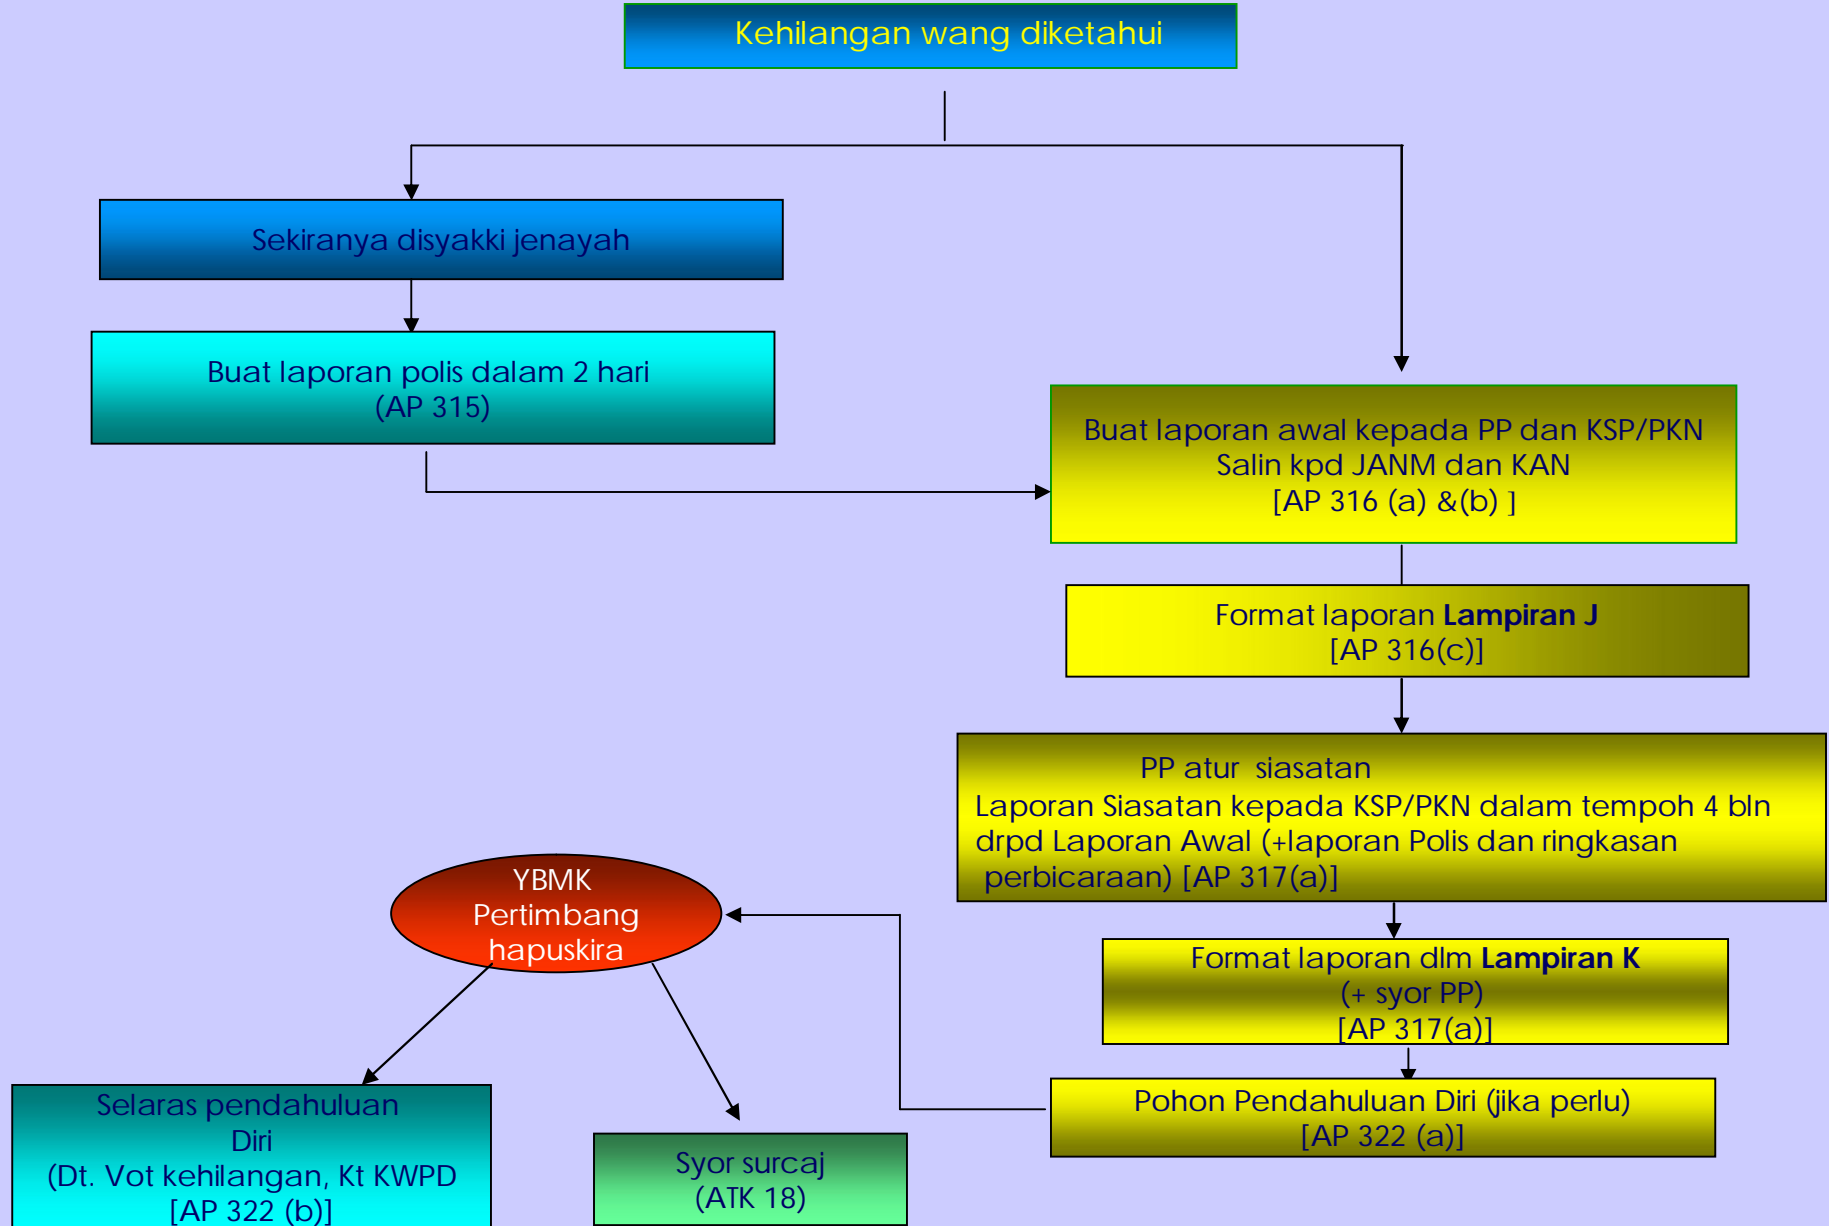 Kehilangan wang diketahui
Sekiranya disyakki jenayah
Buat laporan polis dalam 2 hari
(AP 315)
Buat laporan awal kepada PP dan KSP/PKN
Salin kpd JANM dan KAN
[AP 316 (a) &(b) ]
Format laporan Lampiran J
[AP 316(c)]
PP atur siasatan
Laporan Siasatan kepada KSP/PKN dalam tempoh 4 bln
drpd Laporan Awal (+laporan Polis dan ringkasan
perbicaraan) [AP 317(a)]
Format laporan dlm Lampiran K
(+ syor PP)
[AP 317(a)]
Pohon Pendahuluan Diri (jika perlu)
[AP 322 (a)]
YBMK
Pertimbang
hapuskira
Selaras pendahuluan
Diri
(Dt. Vot kehilangan, Kt KWPD
[AP 322 (b)]
Syor surcaj
(ATK 18)